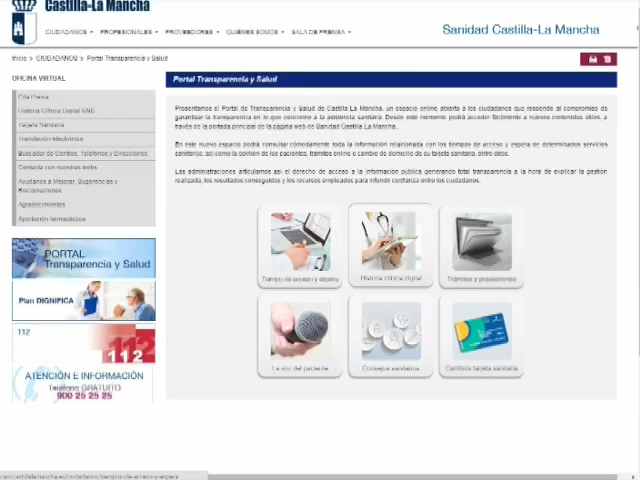 Castilla-La Mancha
CIUDADANOS PROFESIONALES PROVEEDORES QUIÉNES SOMOS SALA DE PRENSA
Sanidad Castilla-La Mancha
Inicio > CIUDADANOS > Portal Transparencia y Salud
OFICINA VIRTUAL
Portal Transparencia y Salud
Cita Previa
Historia Clínica Digital
Tarjeta Sanitaria
Tramitación electrónica
Buscador de Centros, Teléfonos y Direcciones
Contacta con nuestras webs
Ayúdanos a Mejorar, Sugerencias y
Reclamaciones
Agradecimientos
Aportación farmacéutica
Presentamos el Portal de Transparencia y Salud de Castilla La Mancha, un espacio online abierto a los ciudadanos que responde al compromiso de
garantizar la transparencia en lo que concierne a la asistencia sanitaria. Desde este momento podrá acceder fácilmente a nuevos contenidos útiles, a
través de la portada principal de la página web de Sanidad Castilla La Mancha.
En este nuevo espacio podrá consultar cómodamente toda la información relacionada con los tiempos de acceso y espera de determinados servicios
sanitarios, así como la opinión de los pacientes, trámites online o cambio de domicilio de su tarjeta sanitaria, entre otros.
Las administraciones articulamos así el derecho de acceso a la información pública generando total transparencia a la hora de explicar la gestión
realizada, los resultados conseguidos y los recursos empleados para infundir confianza entre los ciudadanos.
PORTAL
Transparencia y Salud
Plan DIGNIFICA
112
112
ATENCIÓN E INFORMACIÓN
Teléfono GRATUITO
900 25 25 25
Tiempo de acceso y espera
Historia clínica digital
Trámites y prestaciones
La voz del paciente
Consejos sanitarios
Cambios tarjeta sanitaria